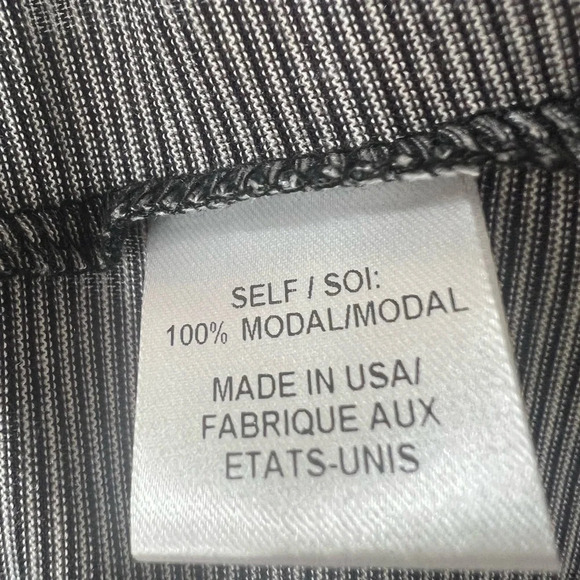 SELF / SOI:
100% MODAL/MODAL
MADE IN USA/
FABRIQUE AUX
ETATS-UNIS